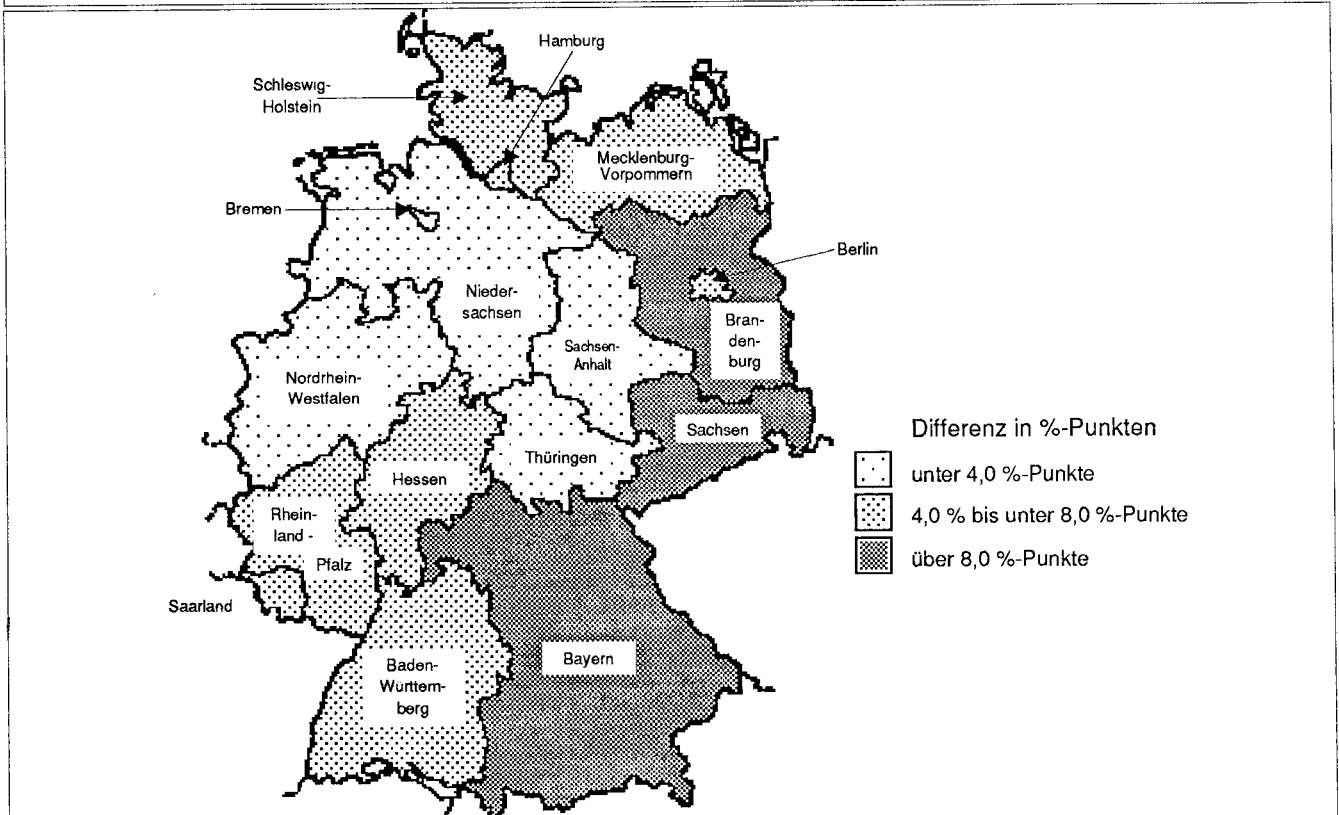 Hamburg
Schleswig-
Holstein
Mecklenburg-
Vorpommern
Bremen
Berlin
Nieder-
sachsen
Bran-
den-
burg
Sachsen-
Anhalt
Nordrhein-
Westfalen
Sachsen
Differenz in %-Punkten
Thüringen
unter 4,0 %-Punkte
Hessen
Rhein-
land -
Pfalz
4,0 % bis unter 8,0 %-Punkte
über 8,0 %-Punkte
Saarland
Bayern
Baden-
Württem-
berg